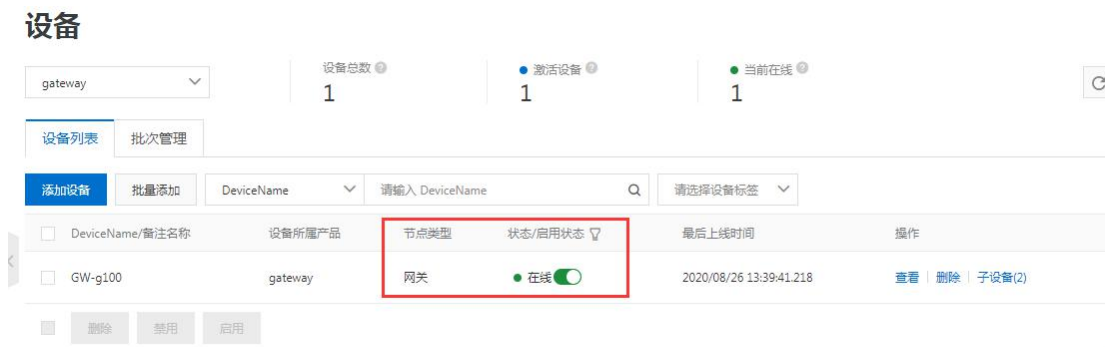 设备
gateway
设备总数
1
激活设备
1
当前在线
1
设备列表 批次管理
添加设备 批量添加 DeviceName 请输入 DeviceName 请选择设备标签
DeviceName/备注名称 设备所属产品 节点类型 状态/启用状态 最后上线时间 操作
GW-g100 gateway 网关 在线 2020/08/26 13:39:41.218 查看 删除 子设备(2)
删除 禁用 启用